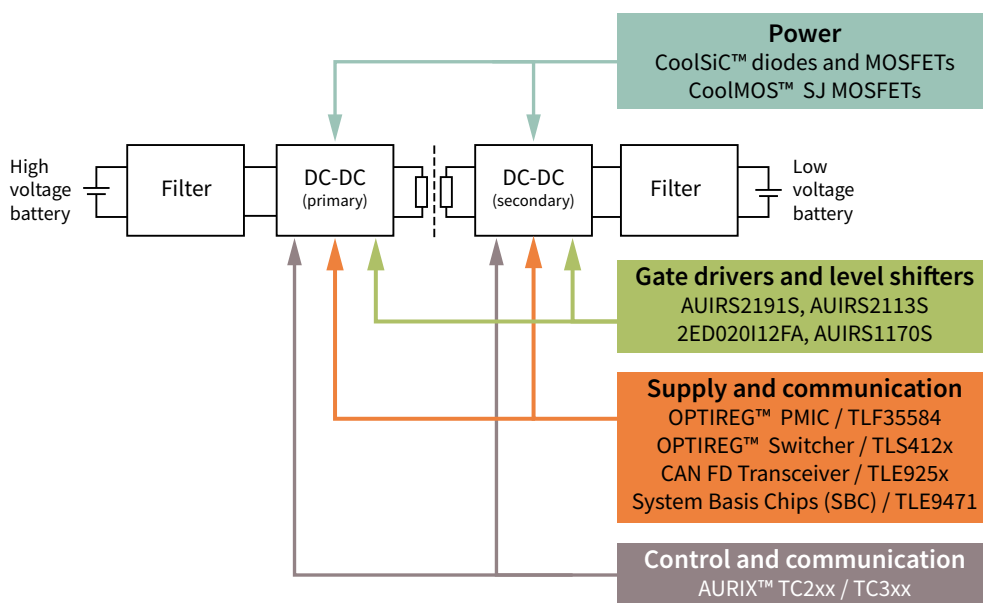 Power
CoolSiC™ diodes and MOSFETs
CoolMOS™ SJ MOSFETs
High
voltage
battery
Filter
DC-DC
(primary)
DC-DC
(secondary)
Filter
Low
voltage
battery
Gate drivers and level shifters
AUIRS2191S, AUIRS2113S
2ED020I12FA, AUIRS1170S
Supply and communication
OPTIREG™ PMIC / TLF35584
OPTIREG™ Switcher / TLS412x
CAN FD Transceiver / TLE925x
System Basis Chips (SBC) / TLE9471
Control and communication
AURIX™ TC2xx / TC3xx